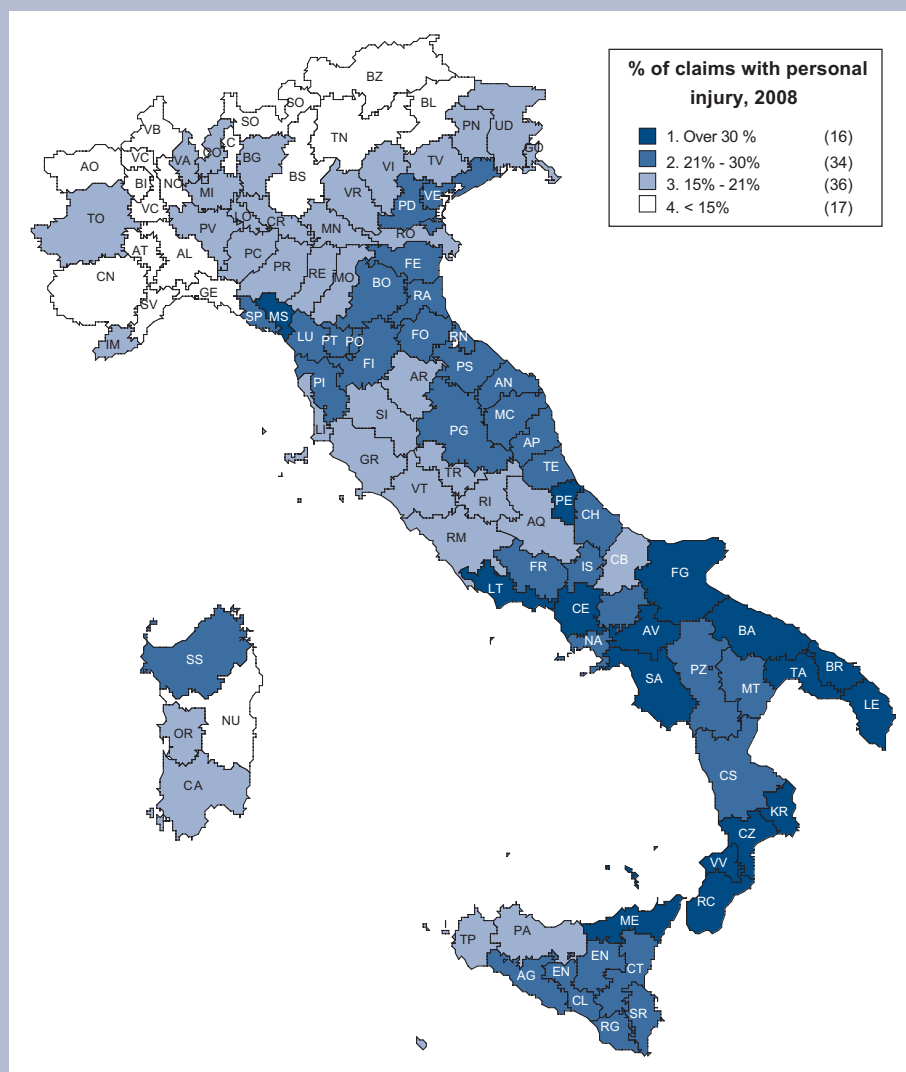 % of claims with personal
injury, 2008
1. Over 30 % (16)
2. 21% - 30% (34)
3. 15% - 21% (36)
4. < 15% (17)
BZ
SO
BL
SO
TN
PN
UD
VB
CO
C
GO
VC
VA
BG
VI
TV
AO
BI
NO
MI
BS
VR
PD
VE
VC
TO
LO
CR
MN
RO
PV
AT
AL
PC
PR
RE
MO
FE
CN
GE
BO
RA
SV
SP
MS
IM
LU
PT
PO
FO
RN
FI
PS
PI
AR
AN
SI
MC
LI
PG
AP
GR
TE
TR
VT
RI
PE
AQ
CH
RM
CB
FR
IS
FG
LT
CE
AV
BA
NA
SS
PZ
TA
BR
SA
MT
LE
NU
OR
CS
CA
KR
CZ
VV
RC
ME
PA
TP
EN
CT
AG
EN
CL
SR
RG